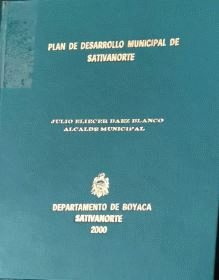 PLAN DE DESARROLLO MUNICIPAL DE
SATIVANORTE
JULIO ELIECER BAEZ BLANCO
ALCALDE MUNICIPAL
DEPARTAMENTO DE BOYACA
SATIVANORTE
2000